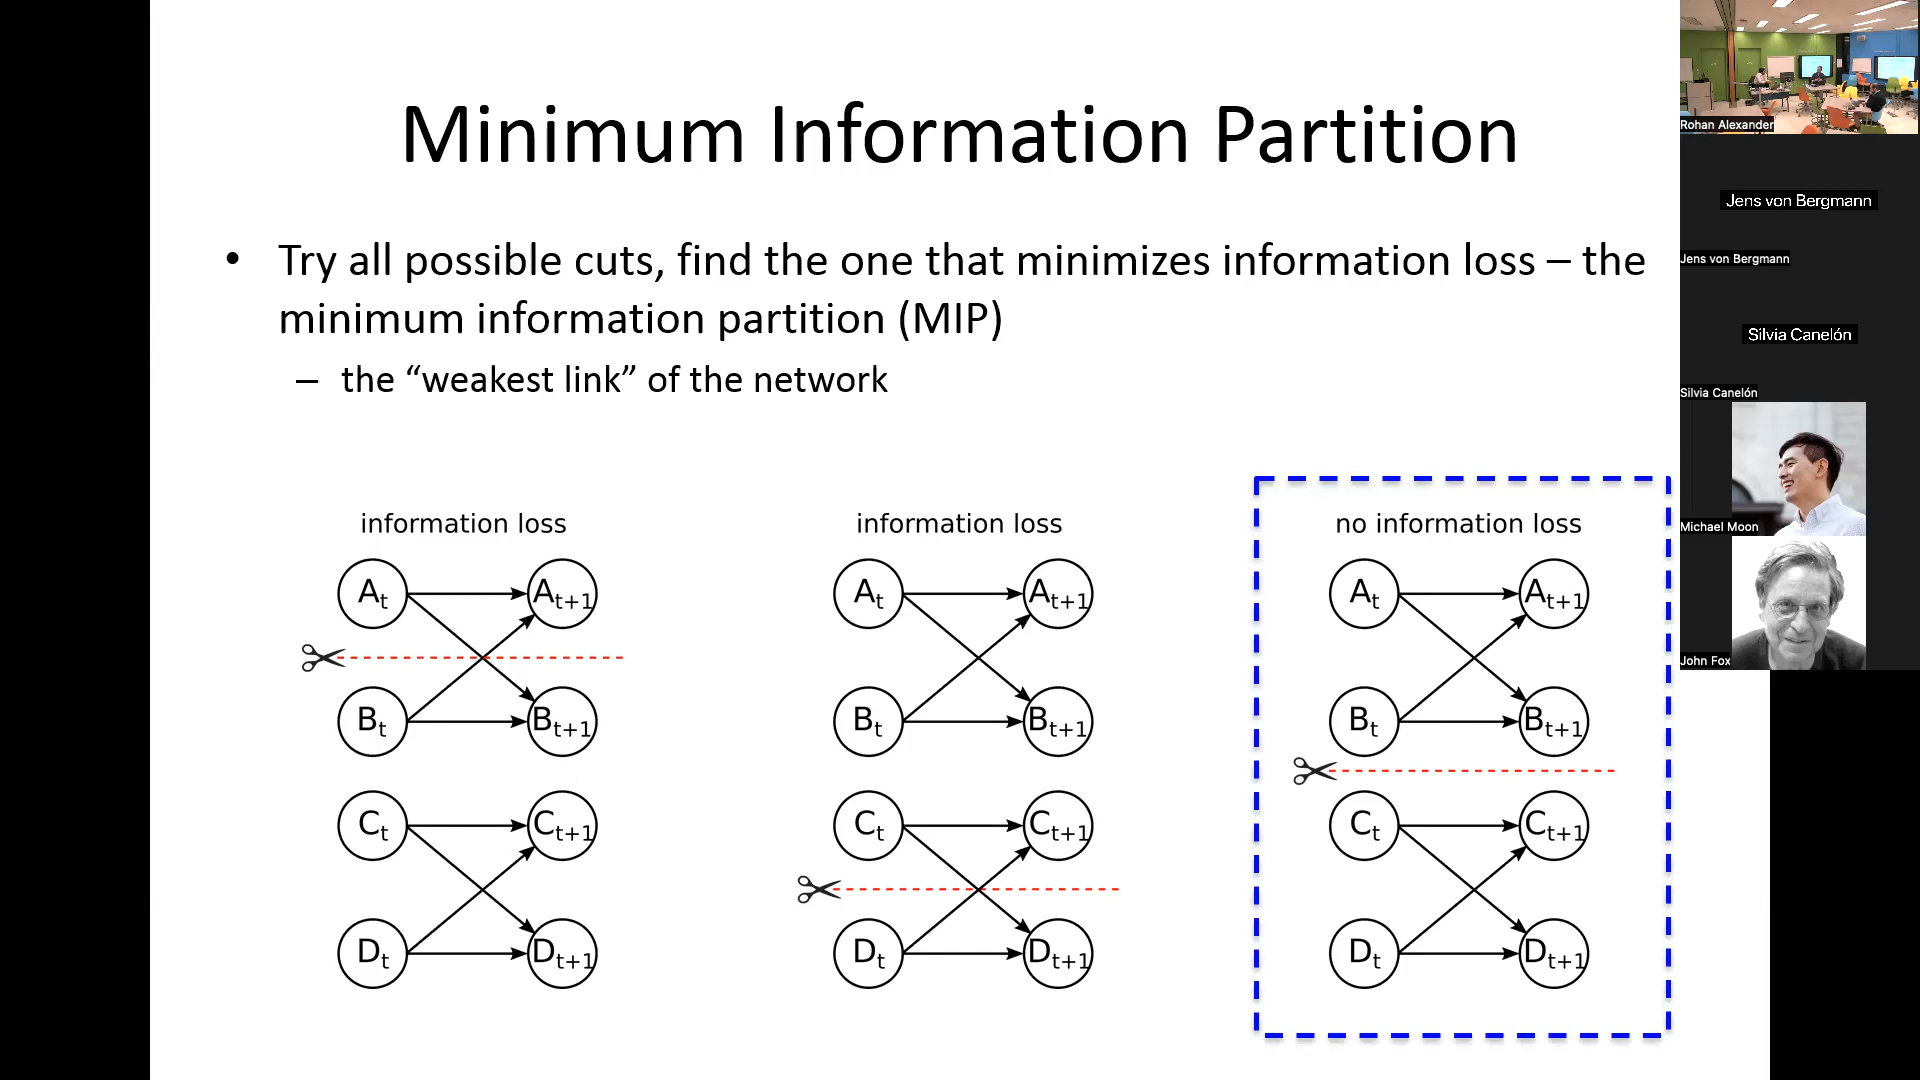 Minimum Information Partition
• Try all possible cuts, find the one that minimizes information loss – the
minimum information partition (MIP)
– the “weakest link” of the network
information loss
A_t
A_t+1
B_t
B_t+1
C_t
C_t+1
D_t
D_t+1
information loss
A_t
A_t+1
B_t
B_t+1
C_t
C_t+1
D_t
D_t+1
no information loss
A_t
A_t+1
B_t
B_t+1
C_t
C_t+1
D_t
D_t+1
Rohan Alexander
Jens von Bergmann
Jens von Bergmann
Silvia Canelón
Silvia Canelón
Michael Moon
John Fox